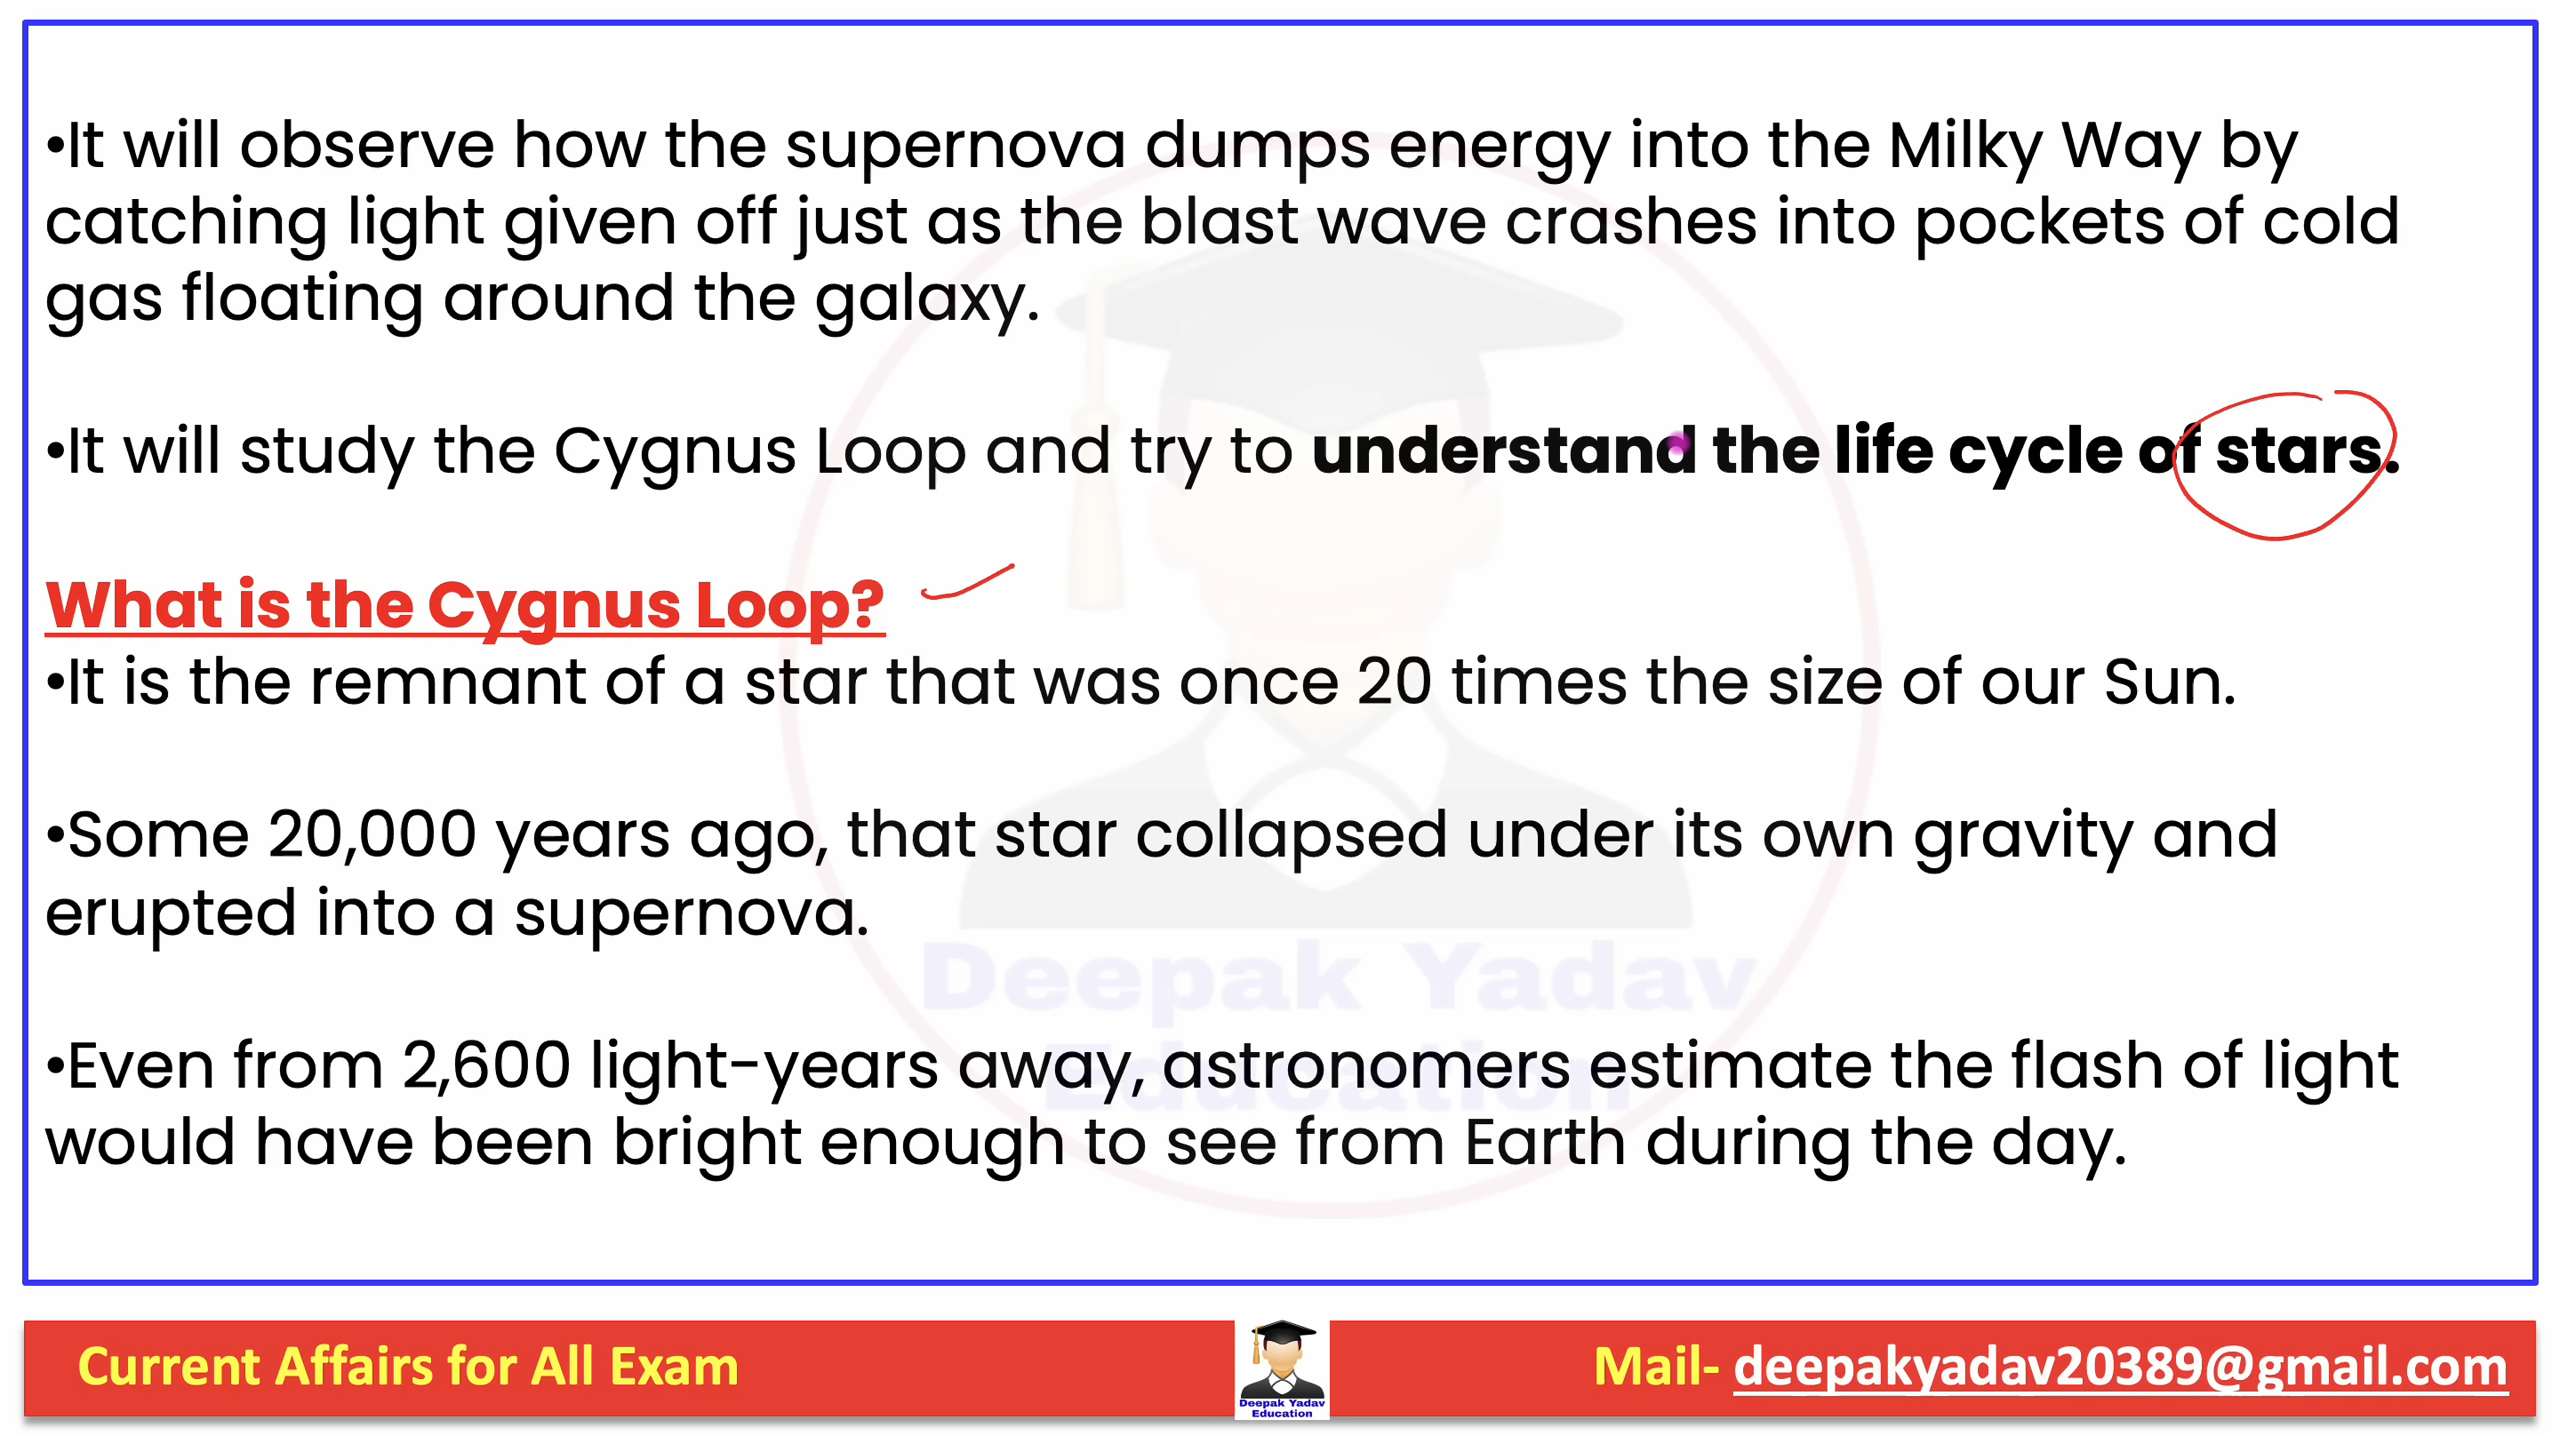 •It will observe how the supernova dumps energy into the Milky Way by
catching light given off just as the blast wave crashes into pockets of cold
gas floating around the galaxy.
•It will study the Cygnus Loop and try to understand the life cycle of stars.
What is the Cygnus Loop?
•It is the remnant of a star that was once 20 times the size of our Sun.
•Some 20,000 years ago, that star collapsed under its own gravity and
erupted into a supernova.
•Even from 2,600 light-years away, astronomers estimate the flash of light
would have been bright enough to see from Earth during the day.
Deepak Yadav
Education
Current Affairs for All Exam
Deepak Yadav
Education
Mail- deepakyadav20389@gmail.com